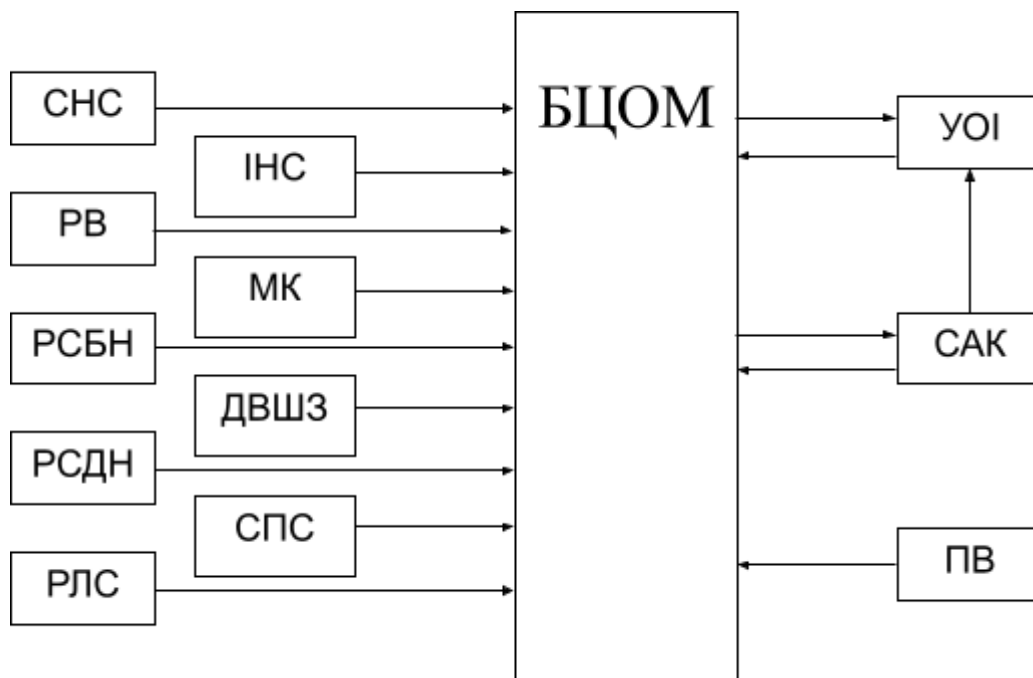 СНС
ІНС
РВ
МК
РСБН
ДВШЗ
РСДН
СПС
РЛС
БЦОМ
УОІ
САК
ПВ